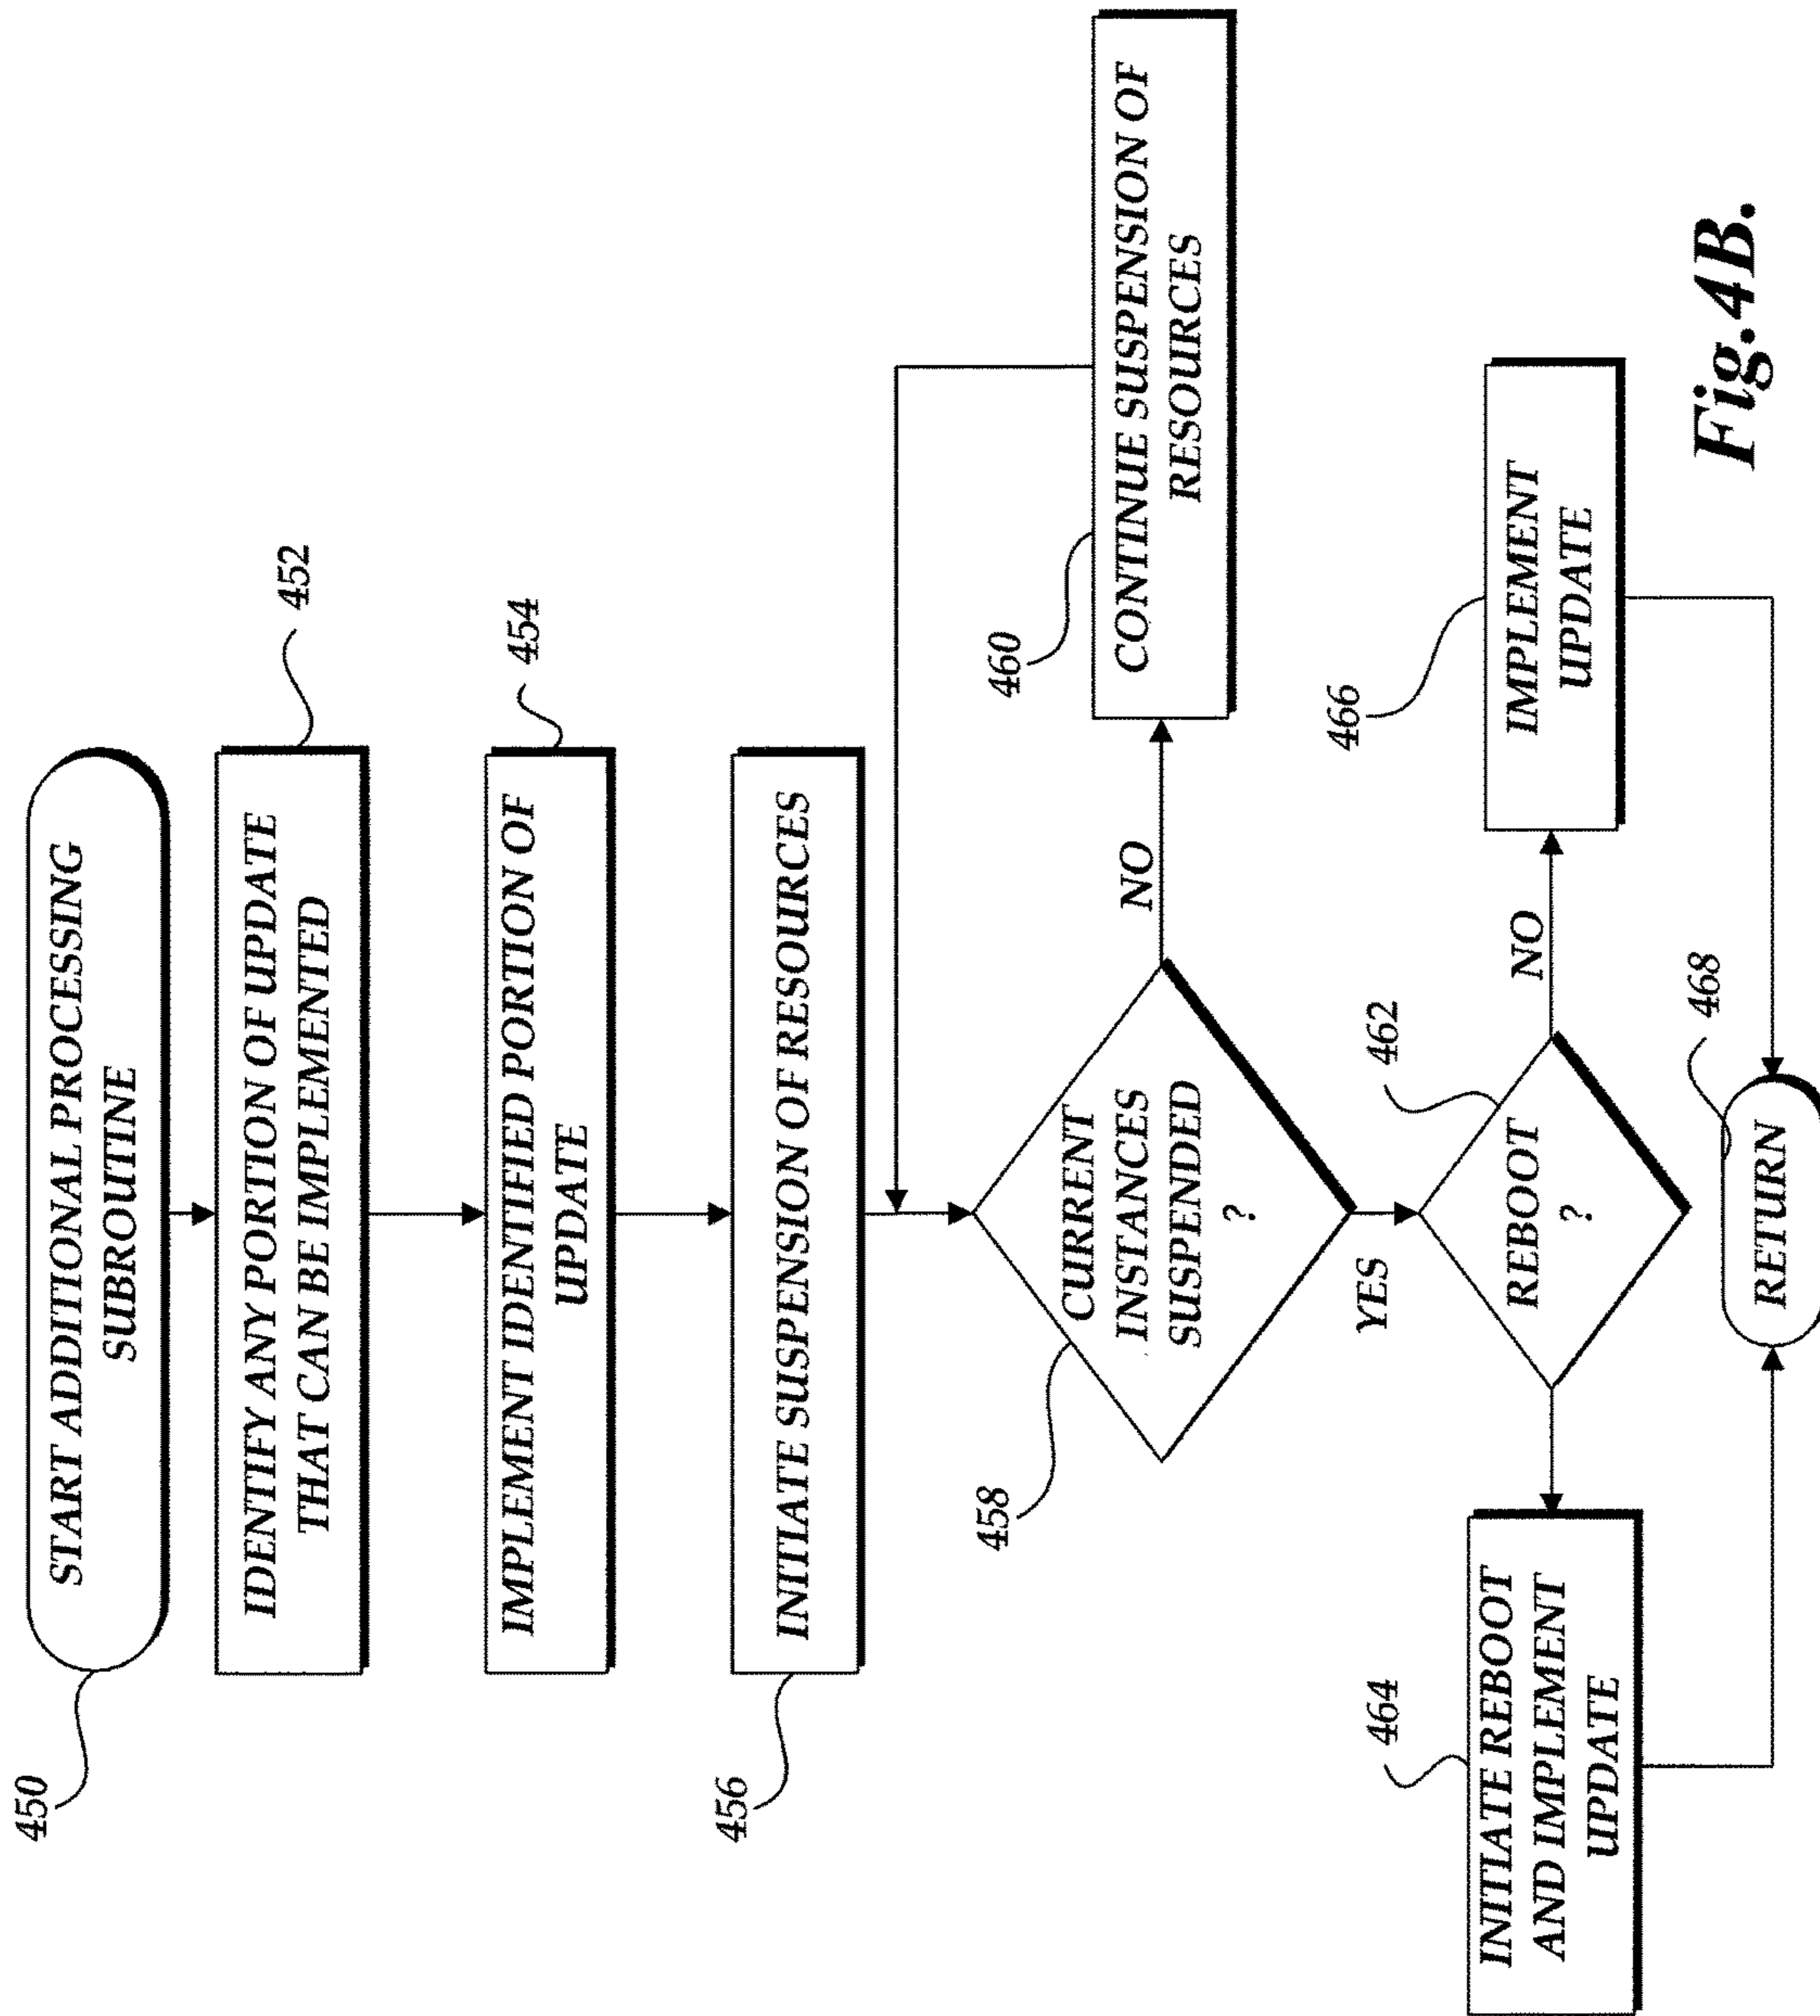 450
START ADDITIONAL PROCESSING
SUBROUTINE
452
IDENTIFY ANY PORTION OF UPDATE
THAT CAN BE IMPLEMENTED
454
IMPLEMENT IDENTIFIED PORTION OF
UPDATE
456
INITIATE SUSPENSION OF RESOURCES
458
CURRENT
INSTANCES
SUSPENDED
?
NO
460
CONTINUE SUSPENSION OF
RESOURCES
YES
462
REBOOT
?
NO
464
INITIATE REBOOT
AND IMPLEMENT
UPDATE
466
IMPLEMENT
UPDATE
468
RETURN
Fig.4B.